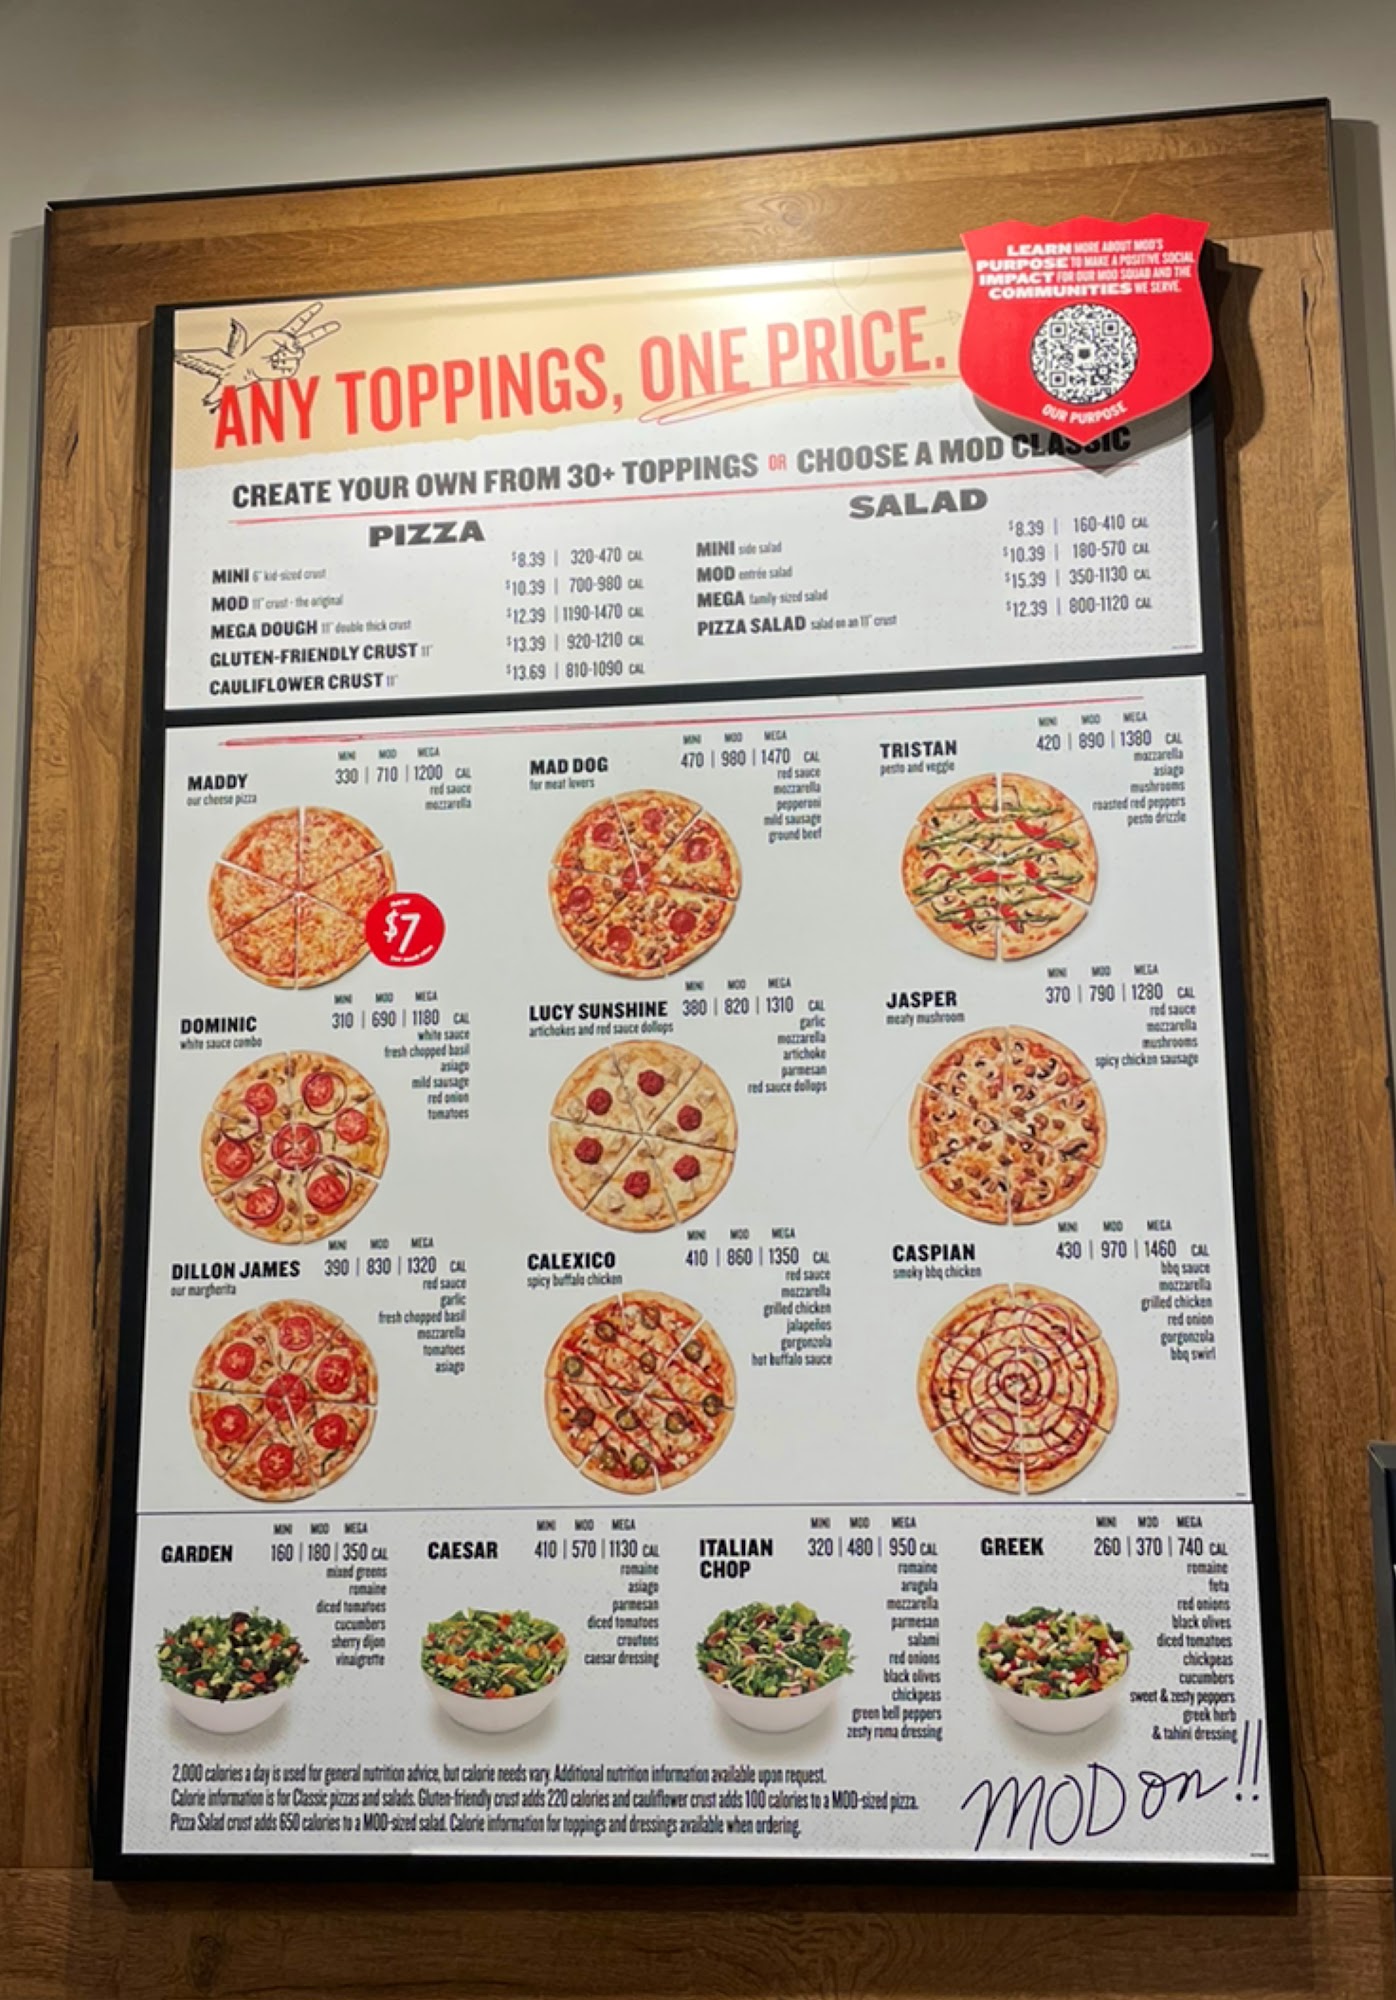 LEARN MORE ABOUT MOD'S
PURPOSE TO MAKE A POSITIVE SOCIAL
IMPACT FOR OUR MOD SQUAD AND THE
COMMUNITIES WE SERVE.
OUR PURPOSE
ANY TOPPINGS, ONE PRICE.
CREATE YOUR OWN FROM 30+ TOPPINGS OR CHOOSE A MOD CLASSIC
PIZZA
MINI 6" kid-sized crust $8.39 | 320-470 CAL
MOD 11" crust - the original $10.39 | 700-980 CAL
MEGA DOUGH 11" double thick crust $12.39 | 1190-1470 CAL
GLUTEN-FRIENDLY CRUST 11" $13.39 | 920-1210 CAL
CAULIFLOWER CRUST 11" $13.69 | 810-1090 CAL
SALAD
MINI side salad $8.39 | 160-410 CAL
MOD entrée salad $10.39 | 180-570 CAL
MEGA family-sized salad $15.39 | 350-1130 CAL
PIZZA SALAD salad on an 11" crust $12.39 | 800-1120 CAL
MADDY
our cheese pizza
MINI MOD MEGA
330 | 710 | 1200 CAL
red sauce
mozzarella
$7
MAD DOG
for meat lovers
MINI MOD MEGA
470 | 980 | 1470 CAL
red sauce
mozzarella
pepperoni
mild sausage
ground beef
TRISTAN
pesto and veggie
MINI MOD MEGA
420 | 890 | 1380 CAL
mozzarella
asiago
mushrooms
roasted red peppers
pesto drizzle
DOMINIC
white sauce combo
MINI MOD MEGA
310 | 690 | 1180 CAL
white sauce
fresh chopped basil
asiago
mild sausage
red onion
tomatoes
LUCY SUNSHINE
artichokes and red sauce dollops
MINI MOD MEGA
380 | 820 | 1310 CAL
garlic
mozzarella
artichoke
parmesan
red sauce dollops
JASPER
meaty mushroom
MINI MOD MEGA
370 | 790 | 1280 CAL
red sauce
mozzarella
mushrooms
spicy chicken sausage
DILLON JAMES
our margherita
MINI MOD MEGA
390 | 830 | 1320 CAL
red sauce
garlic
fresh chopped basil
mozzarella
tomatoes
asiago
CALEXICO
spicy buffalo chicken
MINI MOD MEGA
410 | 860 | 1350 CAL
red sauce
mozzarella
grilled chicken
jalapeños
gorgonzola
hot buffalo sauce
CASPIAN
smoky bbq chicken
MINI MOD MEGA
430 | 970 | 1460 CAL
bbq sauce
mozzarella
grilled chicken
red onion
gorgonzola
bbq swirl
GARDEN
MINI MOD MEGA
160 | 180 | 350 CAL
mixed greens
romaine
diced tomatoes
cucumbers
sherry dijon
vinaigrette
CAESAR
MINI MOD MEGA
410 | 570 | 1130 CAL
romaine
asiago
parmesan
diced tomatoes
croutons
caesar dressing
ITALIAN
CHOP
MINI MOD MEGA
320 | 480 | 950 CAL
romaine
arugula
mozzarella
parmesan
salami
red onions
black olives
chickpeas
green bell peppers
zesty roma dressing
GREEK
MINI MOD MEGA
260 | 370 | 740 CAL
romaine
feta
red onions
black olives
diced tomatoes
chickpeas
cucumbers
sweet & zesty peppers
greek herb
& tahini dressing
2,000 calories a day is used for general nutrition advice, but calorie needs vary. Additional nutrition information available upon request.
Calorie information is for Classic pizzas and salads. Gluten-friendly crust adds 220 calories and cauliflower crust adds 100 calories to a MOD-sized pizza.
Pizza Salad crust adds 650 calories to a MOD-sized salad. Calorie information for toppings and dressings available when ordering.
MOD on!!